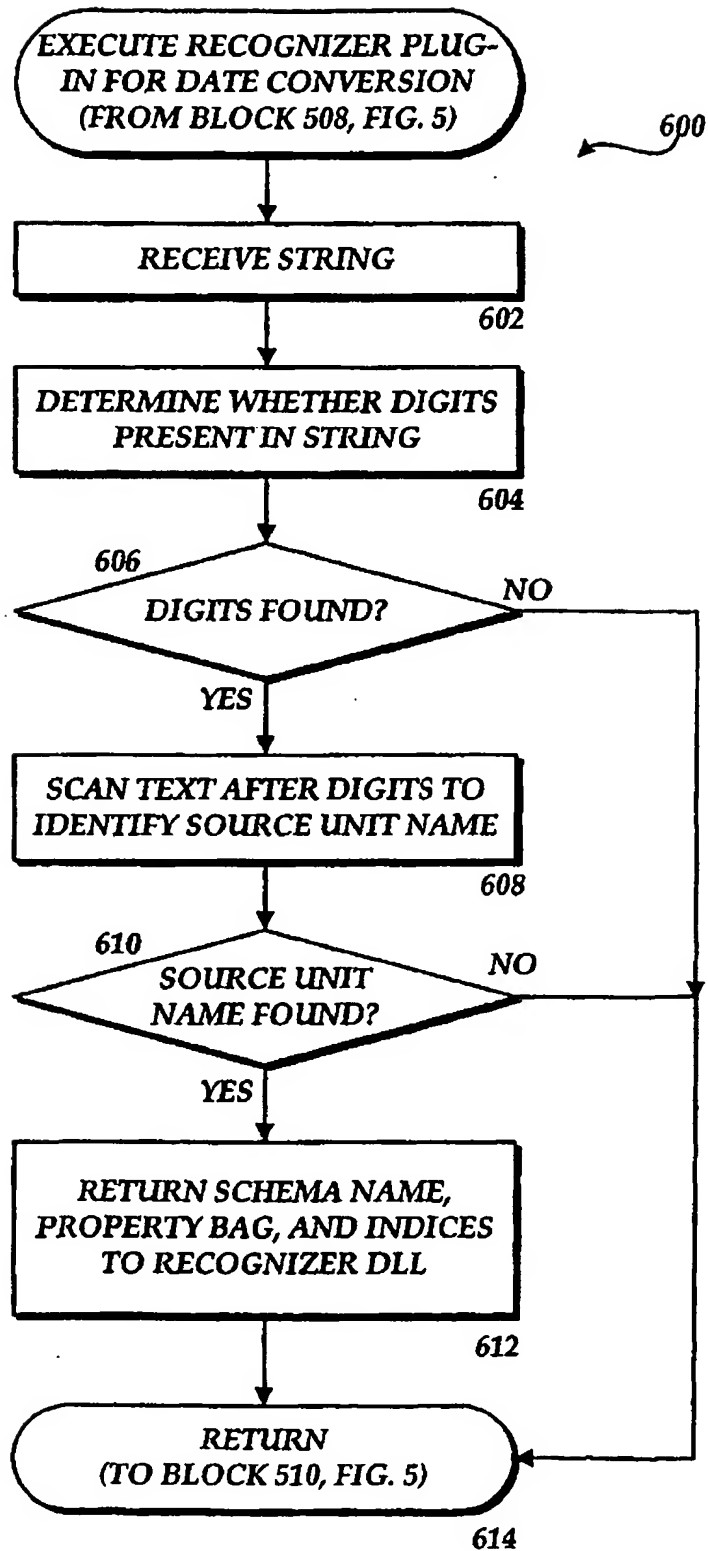 EXECUTE RECOGNIZER PLUG-
IN FOR DATE CONVERSION
(FROM BLOCK 508, FIG. 5)
600
RECEIVE STRING
602
DETERMINE WHETHER DIGITS
PRESENT IN STRING
604
606
DIGITS FOUND?
NO
YES
SCAN TEXT AFTER DIGITS TO
IDENTIFY SOURCE UNIT NAME
608
610
SOURCE UNIT
NAME FOUND?
NO
YES
RETURN SCHEMA NAME,
PROPERTY BAG, AND INDICES
TO RECOGNIZER DLL
612
RETURN
(TO BLOCK 510, FIG. 5)
614